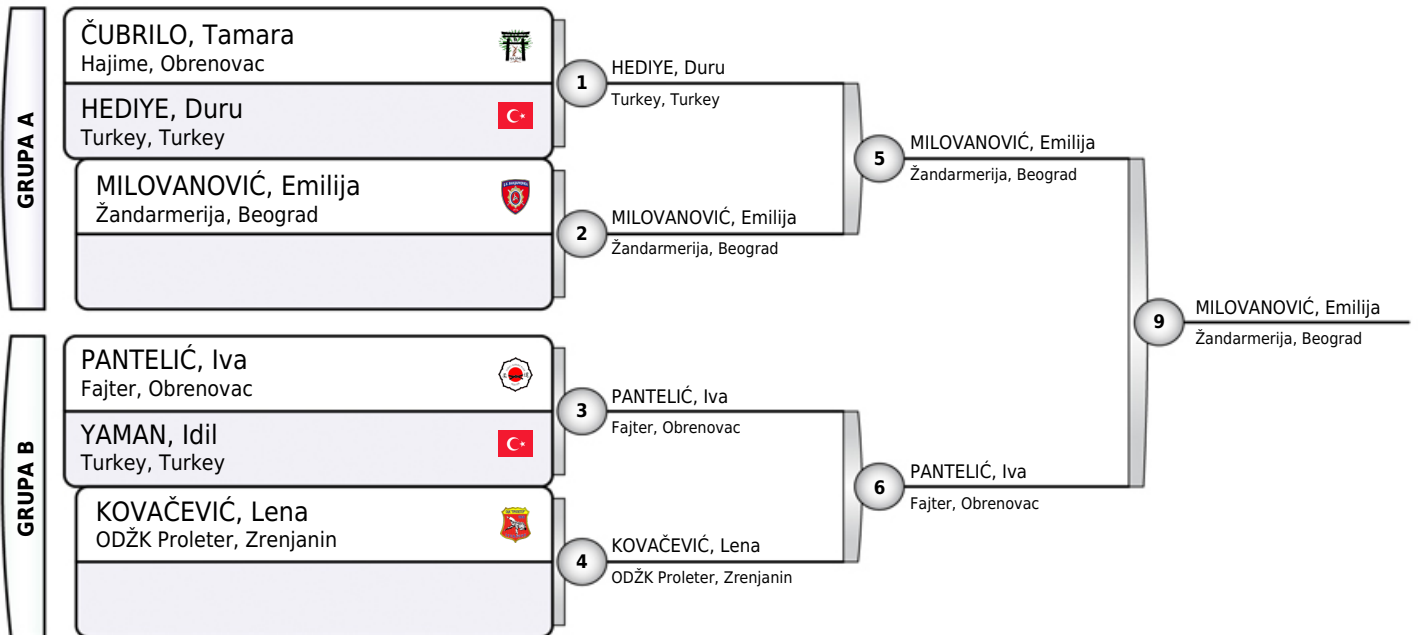 GRUPA A
ČUBRILO, Tamara
Hajime, Obrenovac
HEDIYE, Duru
Turkey, Turkey
MILOVANOVIĆ, Emilija
Žandarmerija, Beograd
1
HEDIYE, Duru
Turkey, Turkey
2
MILOVANOVIĆ, Emilija
Žandarmerija, Beograd
5
MILOVANOVIĆ, Emilija
Žandarmerija, Beograd
GRUPA B
PANTELIĆ, Iva
Fajter, Obrenovac
YAMAN, Idil
Turkey, Turkey
KOVAČEVIĆ, Lena
ODŽK Proleter, Zrenjanin
3
PANTELIĆ, Iva
Fajter, Obrenovac
4
KOVAČEVIĆ, Lena
ODŽK Proleter, Zrenjanin
6
PANTELIĆ, Iva
Fajter, Obrenovac
9
MILOVANOVIĆ, Emilija
Žandarmerija, Beograd